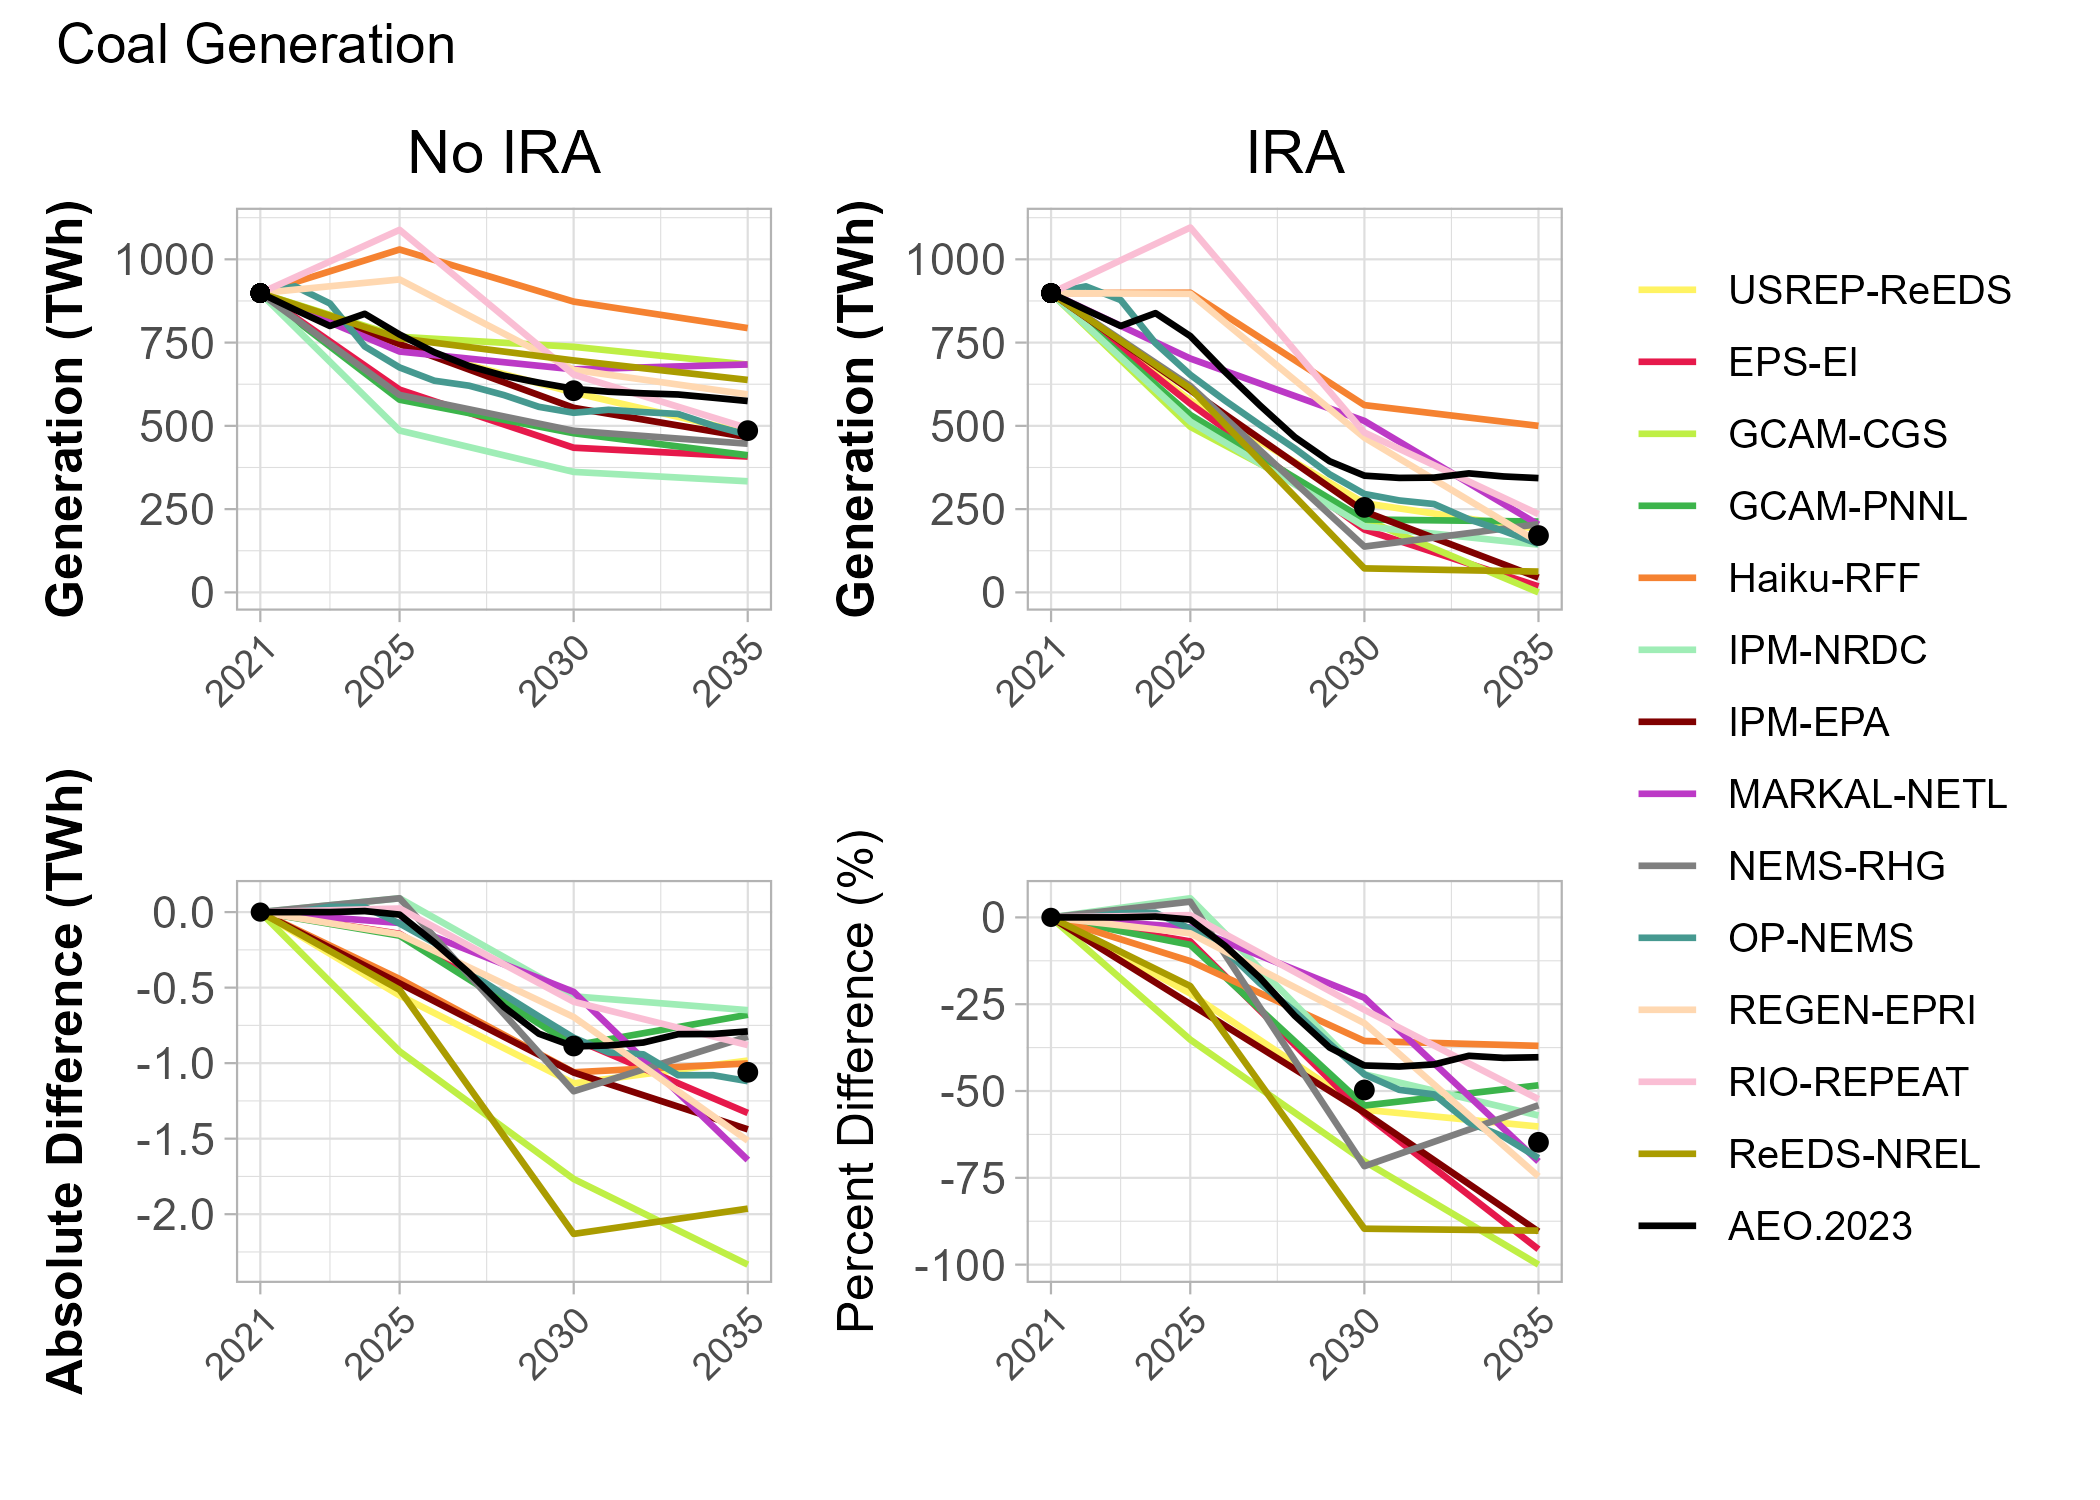 Coal Generation
No IRA
IRA
Generation (TWh)
1000
750
500
250
0
2021
2025
2030
2035
Generation (TWh)
1000
750
500
250
0
2021
2025
2030
2035
Absolute Difference (TWh)
0.0
-0.5
-1.0
-1.5
-2.0
2021
2025
2030
2035
Percent Difference (%)
0
-25
-50
-75
-100
2021
2025
2030
2035
USREP-ReEDS
EPS-EI
GCAM-CGS
GCAM-PNNL
Haiku-RFF
IPM-NRDC
IPM-EPA
MARKAL-NETL
NEMS-RHG
OP-NEMS
REGEN-EPRI
RIO-REPEAT
ReEDS-NREL
AEO.2023